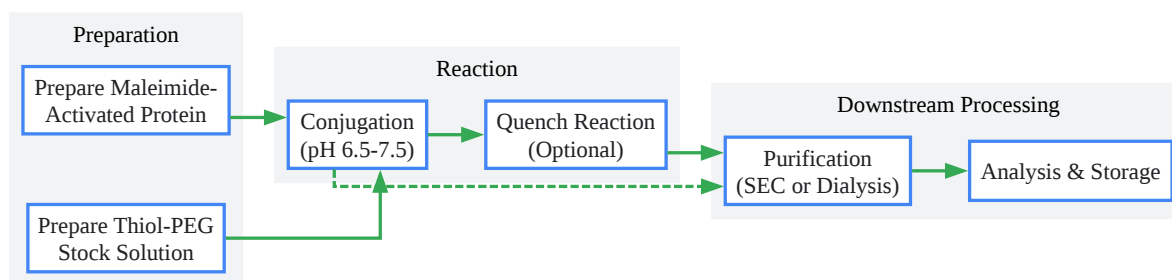 Preparation
Prepare Maleimide-
Activated Protein
Prepare Thiol-PEG
Stock Solution
Reaction
Conjugation
(pH 6.5-7.5)
Quench Reaction
(Optional)
Downstream Processing
Purification
(SEC or Dialysis)
Analysis & Storage